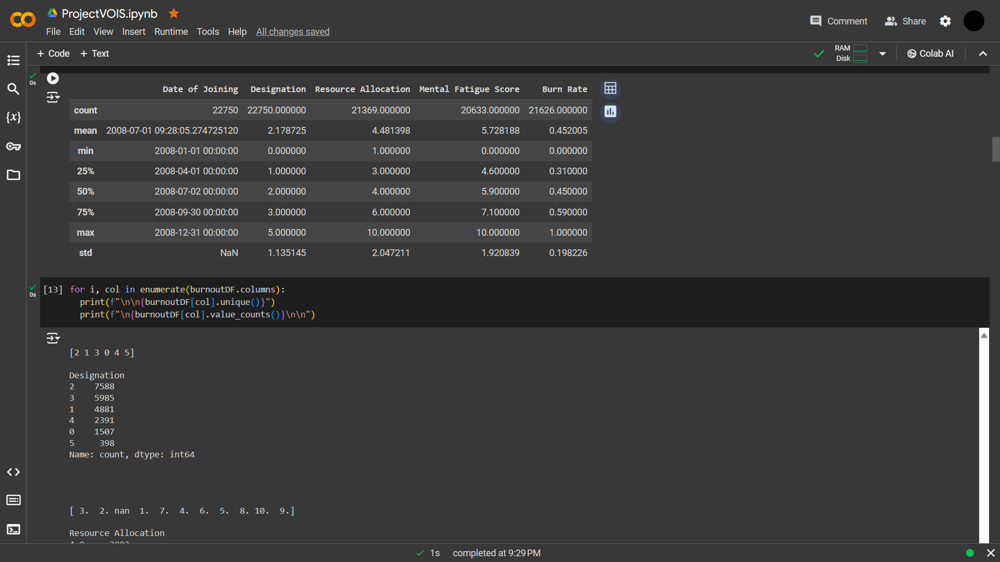 ProjectVOIS.ipynb
File Edit View Insert Runtime Tools Help All changes saved
Comment Share
+ Code + Text
RAM
Disk
Colab AI
0s
Date of Joining Designation Resource Allocation Mental Fatigue Score Burn Rate
count 22750 22750.000000 21369.000000 20633.000000 21626.000000
mean 2008-07-01 09:28:05.274725120 2.178725 4.481398 5.728188 0.452005
min 2008-01-01 00:00:00 0.000000 1.000000 0.000000 0.000000
25% 2008-04-01 00:00:00 1.000000 3.000000 4.600000 0.310000
50% 2008-07-02 00:00:00 2.000000 4.000000 5.900000 0.450000
75% 2008-09-30 00:00:00 3.000000 6.000000 7.100000 0.590000
max 2008-12-31 00:00:00 5.000000 10.000000 10.000000 1.000000
std NaN 1.135145 2.047211 1.920839 0.198226
0s
[13] for i, col in enumerate(burnoutDF.columns):
print(f"\n\n{burnoutDF[col].unique()}")
print(f"\n{burnoutDF[col].value_counts()}\n\n")
[2 1 3 0 4 5]
Designation
2 7588
3 5985
1 4881
4 2391
0 1507
5 398
Name: count, dtype: int64
[ 3. 2. nan 1. 7. 4. 6. 5. 8. 10. 9.]
Resource Allocation
1s completed at 9:29 PM